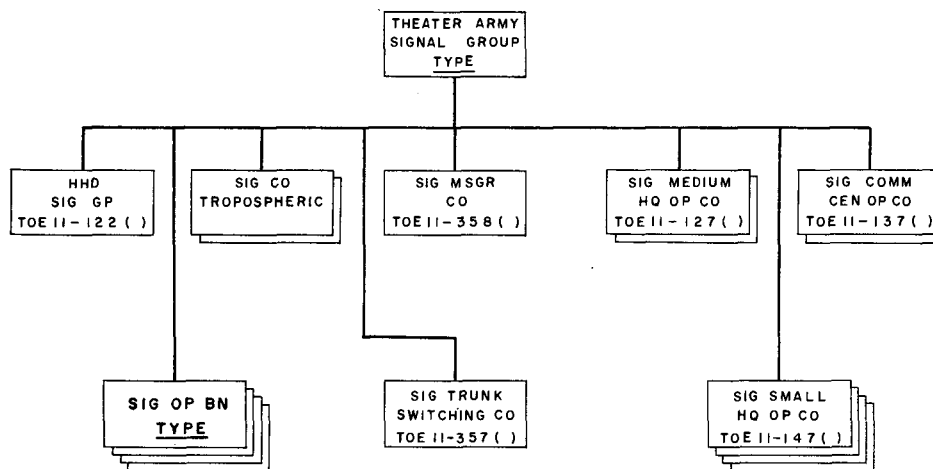 THEATER ARMY
SIGNAL GROUP
TYPE
HHD
SIG GP
TOE 11-122 ( )
SIG CO
TROPOSPHERIC
SIG MSGR
CO
TOE 11-358 ( )
SIG MEDIUM
HQ OP CO
TOE 11-127 ( )
SIG COMM
CEN OP CO
TOE 11-137 ( )
SIG OP BN
TYPE
SIG TRUNK
SWITCHING CO
TOE 11-357 ( )
SIG SMALL
HQ OP CO
TOE 11-147 ( )